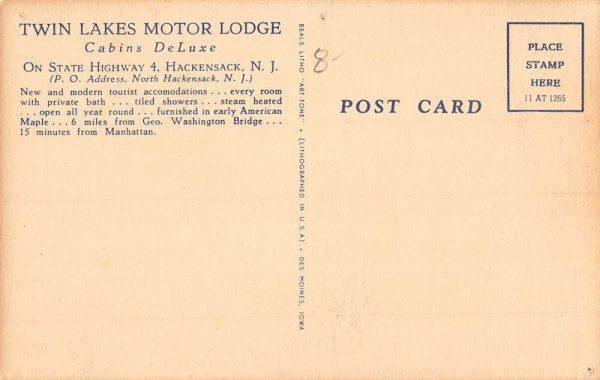 TWIN LAKES MOTOR LODGE
Cabins DeLuxe
ON STATE HIGHWAY 4, HACKENSACK, N. J.
(P. O. Address, North Hackensack, N. J.)
New and modern tourist accomodations . . . every room
with private bath . . . tiled showers . . . steam heated
. . . open all year round . . . furnished in early American
Maple . . . 6 miles from Geo. Washington Bridge . . .
15 minutes from Manhattan.
BEALS LITHO "ART-TONE" • (LITHOGRAPHED IN U.S.A.) • DES MOINES, IOWA
8-
POST CARD
PLACE
STAMP
HERE
11 AT 1255